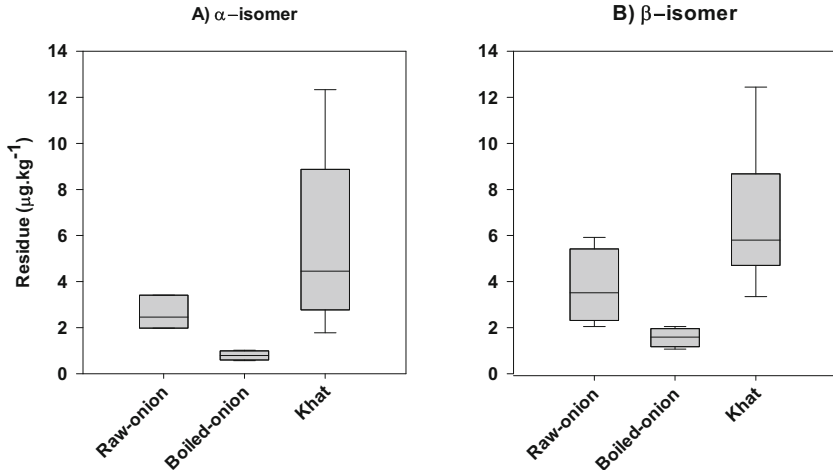 A) α–isomer
B) β–isomer
Residue (μg.kg-1)
14
12
10
8
6
4
2
0
Raw-onion
Boiled-onion
Khat
14
12
10
8
6
4
2
0
Raw-onion
Boiled-onion
Khat